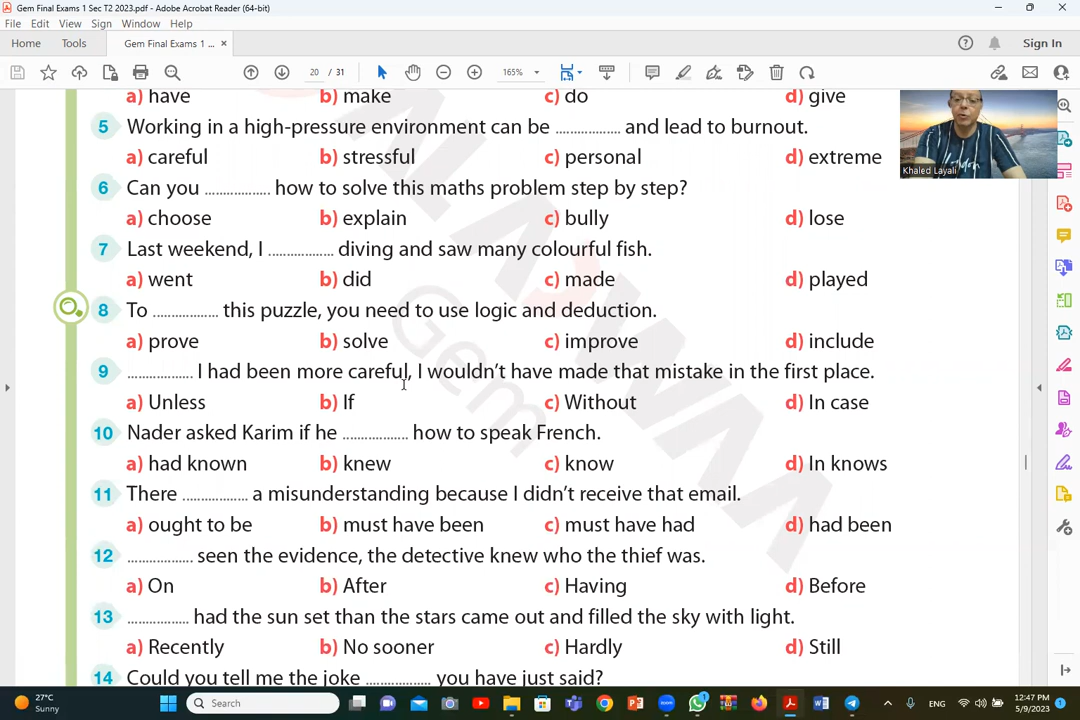 Gem Final Exams 1 Sec T2 2023.pdf - Adobe Acrobat Reader (64-bit)
File Edit View Sign Window Help
Home Tools Gem Final Exams 1 ... × Sign In
20 / 31 165%
a) have b) make c) do d) give
5 Working in a high-pressure environment can be .................. and lead to burnout.
a) careful b) stressful c) personal d) extreme
Khaled Layali
6 Can you .................. how to solve this maths problem step by step?
a) choose b) explain c) bully d) lose
7 Last weekend, I .................. diving and saw many colourful fish.
a) went b) did c) made d) played
8 To .................. this puzzle, you need to use logic and deduction.
a) prove b) solve c) improve d) include
9 .................. I had been more careful, I wouldn't have made that mistake in the first place.
a) Unless b) If c) Without d) In case
10 Nader asked Karim if he .................. how to speak French.
a) had known b) knew c) know d) In knows
11 There .................. a misunderstanding because I didn't receive that email.
a) ought to be b) must have been c) must have had d) had been
12 .................. seen the evidence, the detective knew who the thief was.
a) On b) After c) Having d) Before
13 .................. had the sun set than the stars came out and filled the sky with light.
a) Recently b) No sooner c) Hardly d) Still
14 Could you tell me the joke .................. you have just said?
ALAWAA
Gem
27°C
Sunny
Search
ENG
12:47 PM
5/9/2023